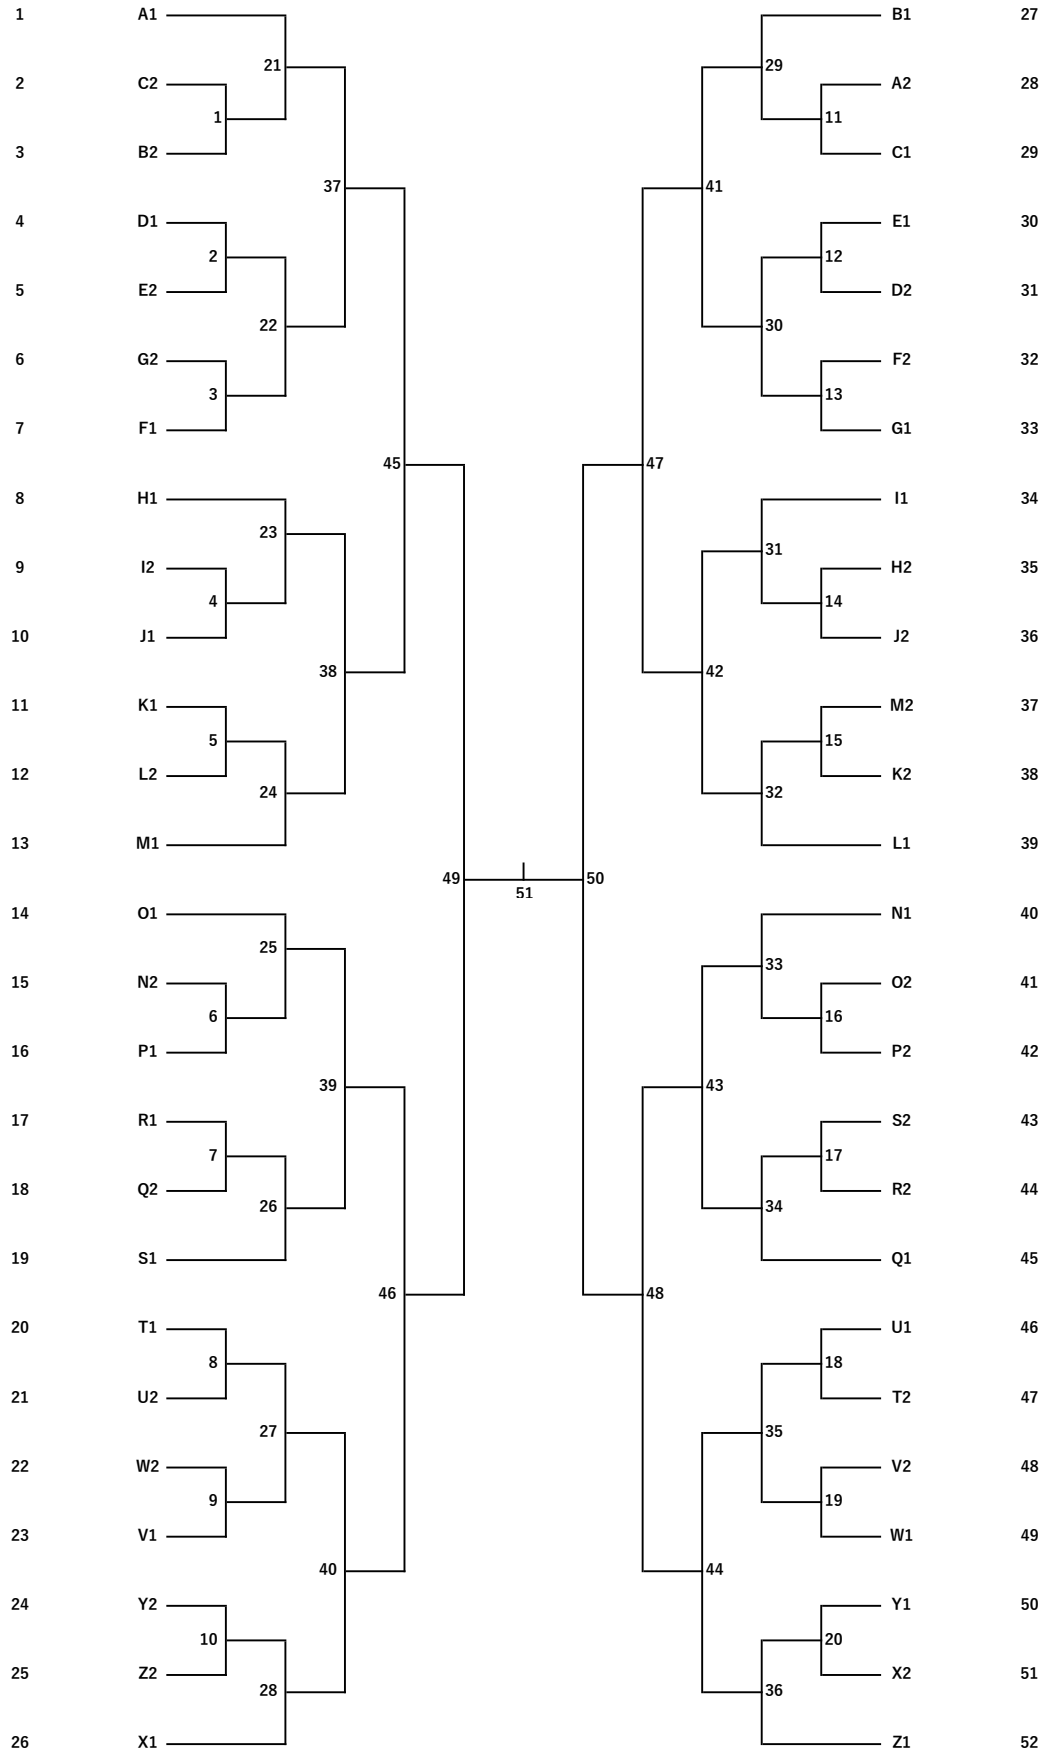 1 A1 B1 27
21 29
2 C2 A2 28
1 11
3 B2 C1 29
37 41
4 D1 E1 30
2 12
5 E2 D2 31
22 30
6 G2 F2 32
3 13
7 F1 G1 33
45 47
8 H1 I1 34
23 31
9 I2 H2 35
4 14
10 J1 J2 36
38 42
11 K1 M2 37
5 15
12 L2 K2 38
24 32
13 M1 L1 39
49 50
51
14 O1 N1 40
25 33
15 N2 O2 41
6 16
16 P1 P2 42
39 43
17 R1 S2 43
7 17
18 Q2 R2 44
26 34
19 S1 Q1 45
46 48
20 T1 U1 46
8 18
21 U2 T2 47
27 35
22 W2 V2 48
9 19
23 V1 W1 49
40 44
24 Y2 Y1 50
10 20
25 Z2 X2 51
28 36
26 X1 Z1 52